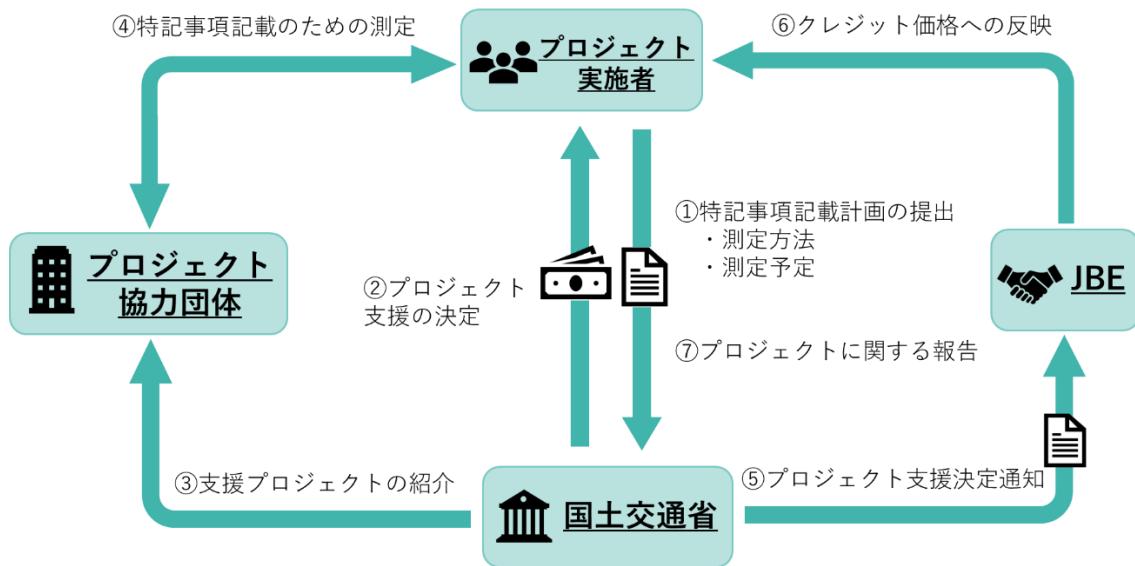 ④特記事項記載のための測定
プロジェクト
実施者
⑥クレジット価格への反映
①特記事項記載計画の提出
・測定方法
・測定予定
プロジェクト
協力団体
②プロジェクト
支援の決定
JBE
⑦プロジェクトに関する報告
③支援プロジェクトの紹介
国土交通省
⑤プロジェクト支援決定通知